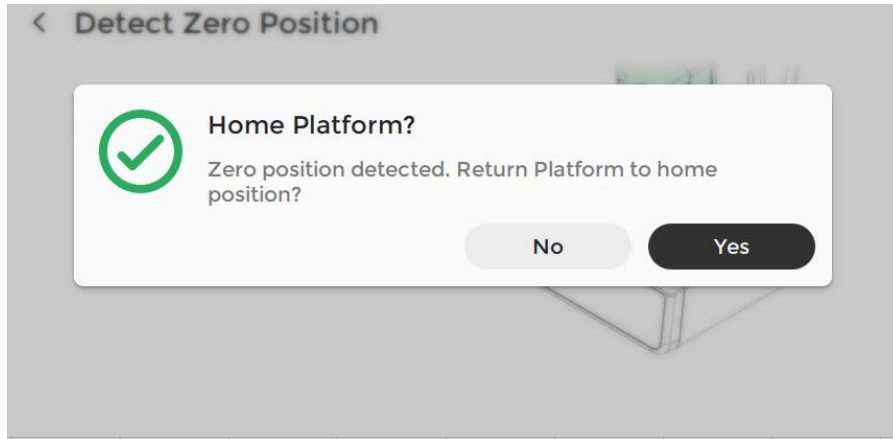 Detect Zero Position
Home Platform?
Zero position detected. Return Platform to home
position?
No
Yes